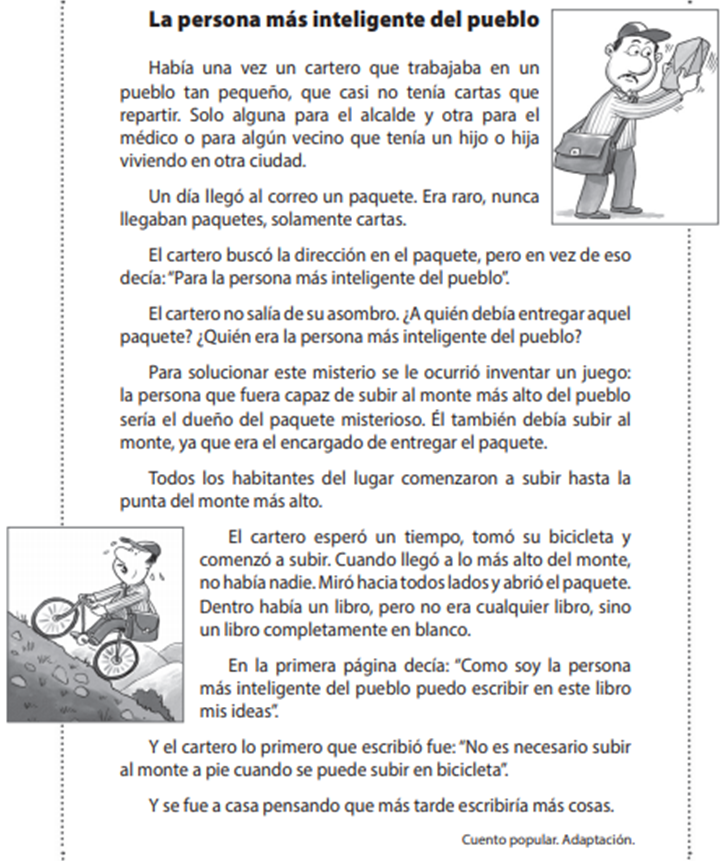 La persona más inteligente del pueblo
Había una vez un cartero que trabajaba en un
pueblo tan pequeño, que casi no tenía cartas que
repartir. Solo alguna para el alcalde y otra para el
médico o para algún vecino que tenía un hijo o hija
viviendo en otra ciudad.
Un día llegó al correo un paquete. Era raro, nunca
llegaban paquetes, solamente cartas.
El cartero buscó la dirección en el paquete, pero en vez de eso
decía: “Para la persona más inteligente del pueblo”.
El cartero no salía de su asombro. ¿A quién debía entregar aquel
paquete? ¿Quién era la persona más inteligente del pueblo?
Para solucionar este misterio se le ocurrió inventar un juego:
la persona que fuera capaz de subir al monte más alto del pueblo
sería el dueño del paquete misterioso. Él también debía subir al
monte, ya que era el encargado de entregar el paquete.
Todos los habitantes del lugar comenzaron a subir hasta la
punta del monte más alto.
El cartero esperó un tiempo, tomó su bicicleta y
comenzó a subir. Cuando llegó a lo más alto del monte,
no había nadie. Miró hacia todos lados y abrió el paquete.
Dentro había un libro, pero no era cualquier libro, sino
un libro completamente en blanco.
En la primera página decía: “Como soy la persona
más inteligente del pueblo puedo escribir en este libro
mis ideas”.
Y el cartero lo primero que escribió fue: “No es necesario subir
al monte a pie cuando se puede subir en bicicleta”.
Y se fue a casa pensando que más tarde escribiría más cosas.
Cuento popular. Adaptación.